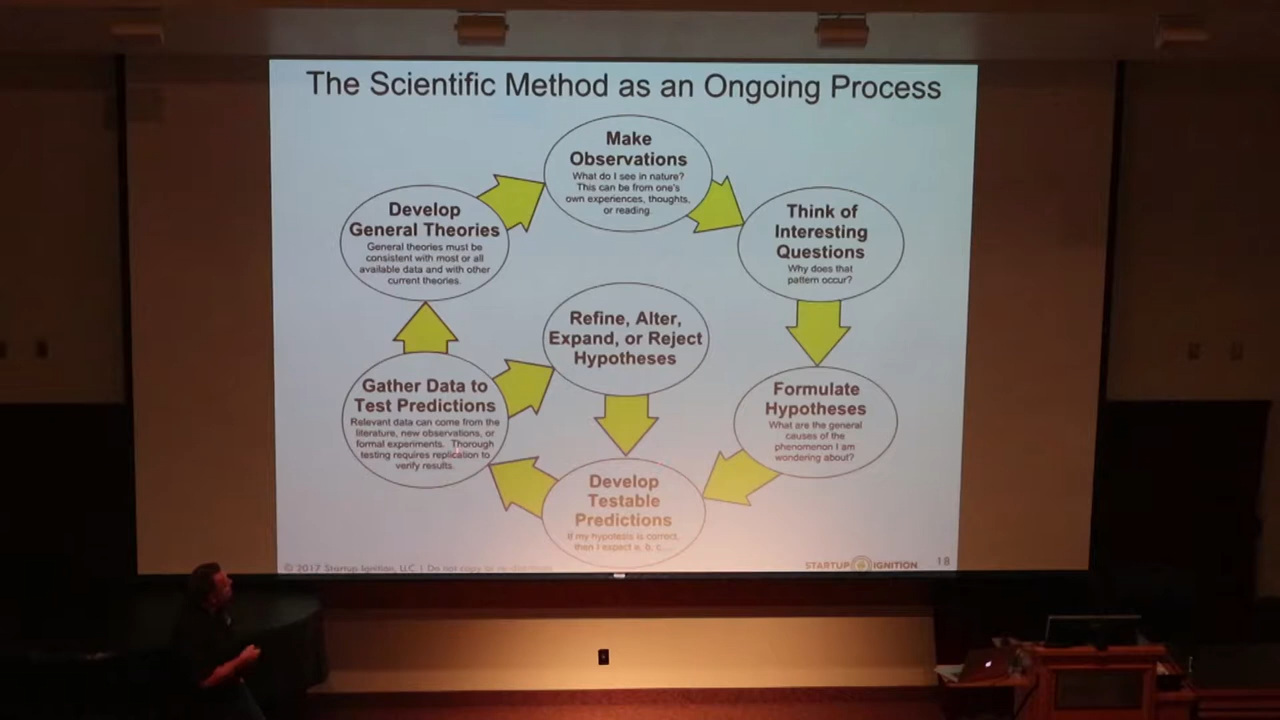 The Scientific Method as an Ongoing Process
Make
Observations
What do I see in nature?
This can be from one's
own experiences, thoughts,
or reading.
Think of
Interesting
Questions
Why does that
pattern occur?
Formulate
Hypotheses
What are the general
causes of the
phenomenon I am
wondering about?
Develop
Testable
Predictions
If my hypotesis is correct,
then I expect a, b, c....
Gather Data to
Test Predictions
Relevant data can come from the
literature, new observations, or
formal experiments. Thorough
testing requires replication to
verify results.
Refine, Alter,
Expand, or Reject
Hypotheses
Develop
General Theories
General theories must be
consistent with most or all
available data and with other
current theories.
© 2017 Startup Ignition, LLC | Do not copy or
STARTUP IGNITION
18